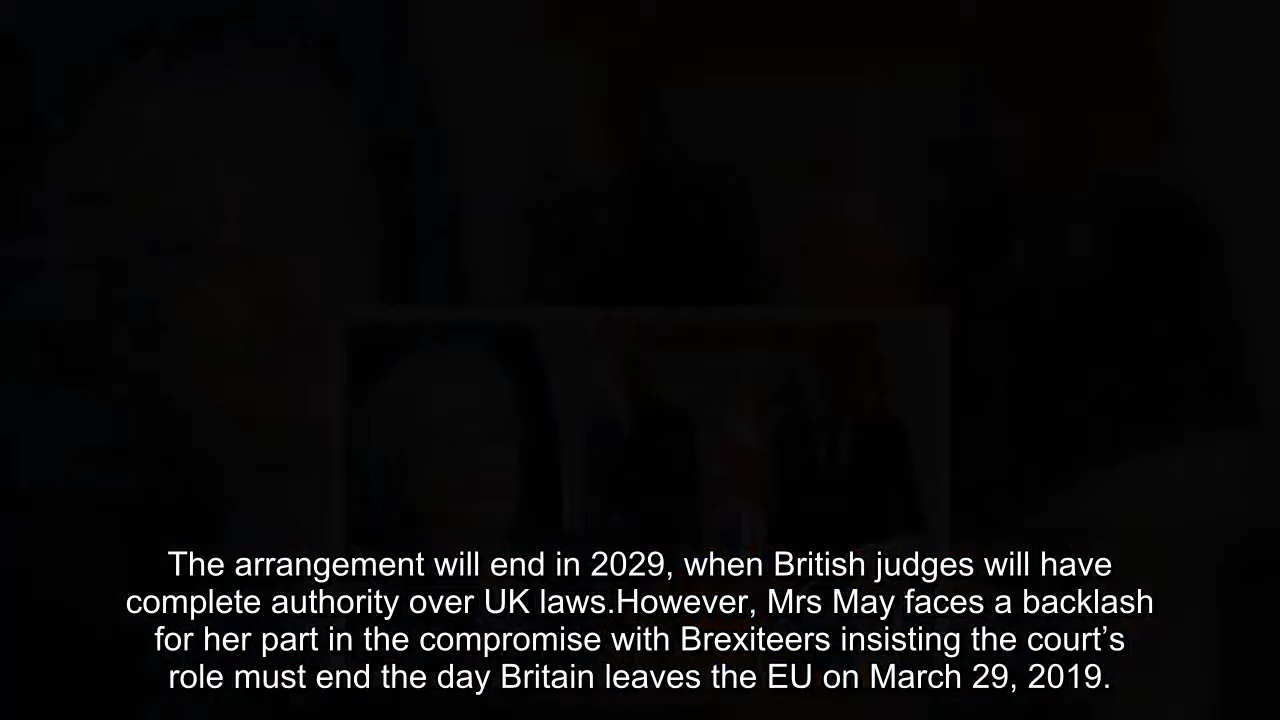 The arrangement will end in 2029, when British judges will have
complete authority over UK laws.However, Mrs May faces a backlash
for her part in the compromise with Brexiteers insisting the court’s
role must end the day Britain leaves the EU on March 29, 2019.